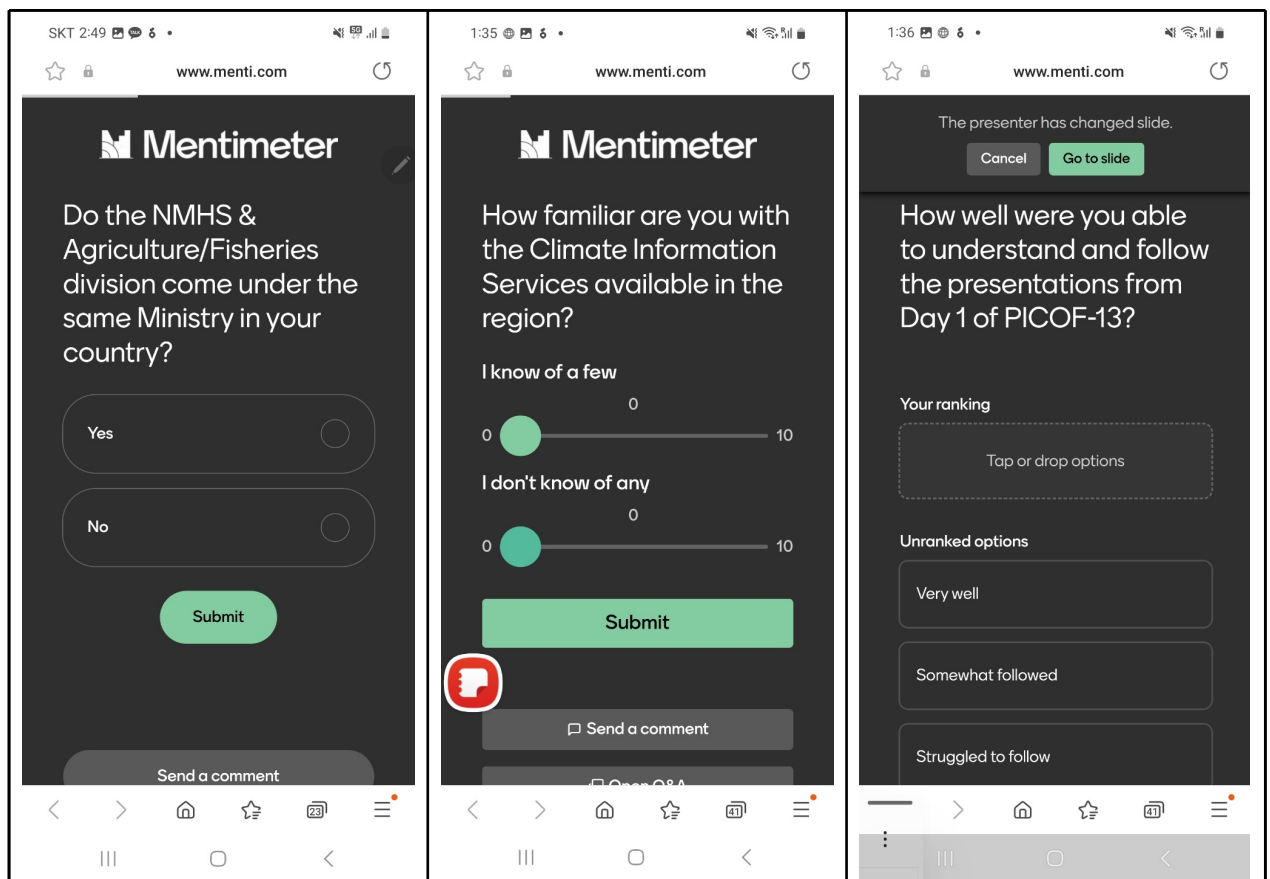 SKT 2:49
www.menti.com
Mentimeter
Do the NMHS &
Agriculture/Fisheries
division come under the
same Ministry in your
country?
Yes
No
Submit
Send a comment
23
1:35
www.menti.com
Mentimeter
How familiar are you with
the Climate Information
Services available in the
region?
I know of a few
0
0 10
I don't know of any
0
0 10
Submit
Send a comment
Open Q&A
41
1:36
www.menti.com
The presenter has changed slide.
Cancel Go to slide
How well were you able
to understand and follow
the presentations from
Day 1 of PICOF-13?
Your ranking
Tap or drop options
Unranked options
Very well
Somewhat followed
Struggled to follow
41